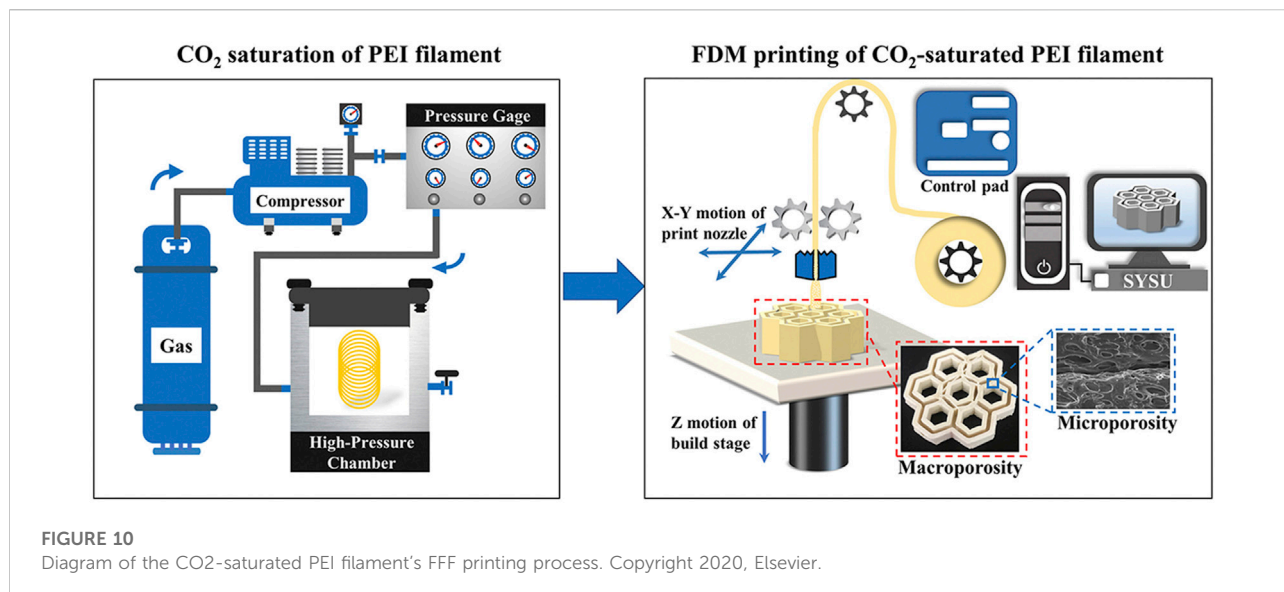 CO₂ saturation of PEI filament
Pressure Gage
Compressor
Gas
High-Pressure
Chamber
FDM printing of CO₂-saturated PEI filament
Control pad
X-Y motion of
print nozzle
SYSU
Z motion of
build stage
Macroporosity
Microporosity
FIGURE 10
Diagram of the CO2-saturated PEI filament’s FFF printing process. Copyright 2020, Elsevier.